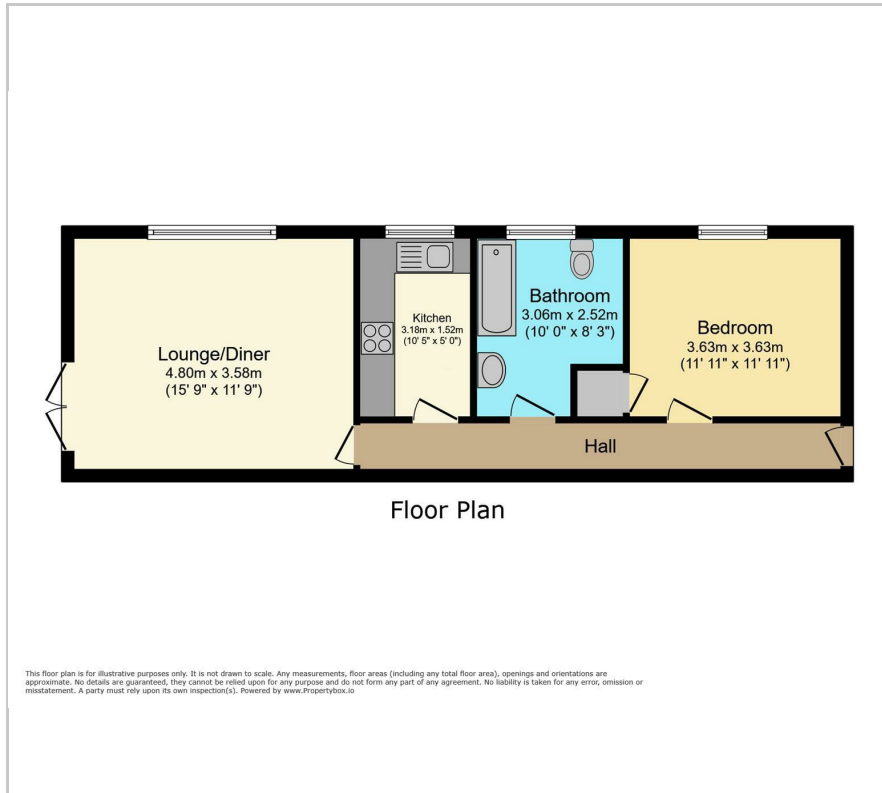 Lounge/Diner
4.80m x 3.58m
(15' 9" x 11' 9")
Kitchen
3.18m x 1.52m
(10' 5" x 5' 0")
Bathroom
3.06m x 2.52m
(10' 0" x 8' 3")
Bedroom
3.63m x 3.63m
(11' 11" x 11' 11")
Hall
Floor Plan
This floor plan is for illustrative purposes only. It is not drawn to scale. Any measurements, floor areas (including any total floor area), openings and orientations are
approximate. No details are guaranteed, they cannot be relied upon for any purpose and do not form any part of any agreement. No liability is taken for any error, omission or
misstatement. A party must rely upon its own inspection(s). Powered by www.Propertybox.io